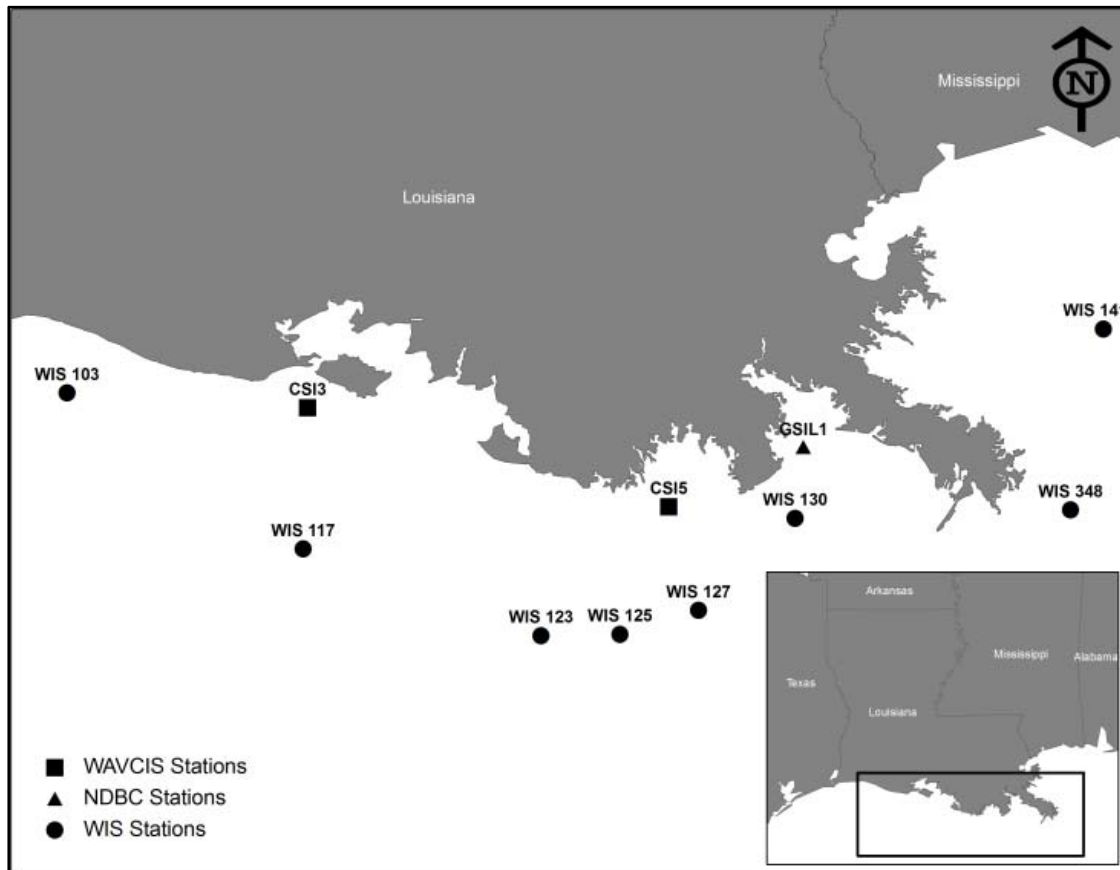 Mississippi
N
Louisiana
WIS 103
CSI3
WIS 117
CSI5
GSIL1
WIS 130
WIS 348
WIS 123
WIS 125
WIS 127
WAVCIS Stations
NDBC Stations
WIS Stations
Arkansas
Mississippi
Alabama
Texas
Louisiana